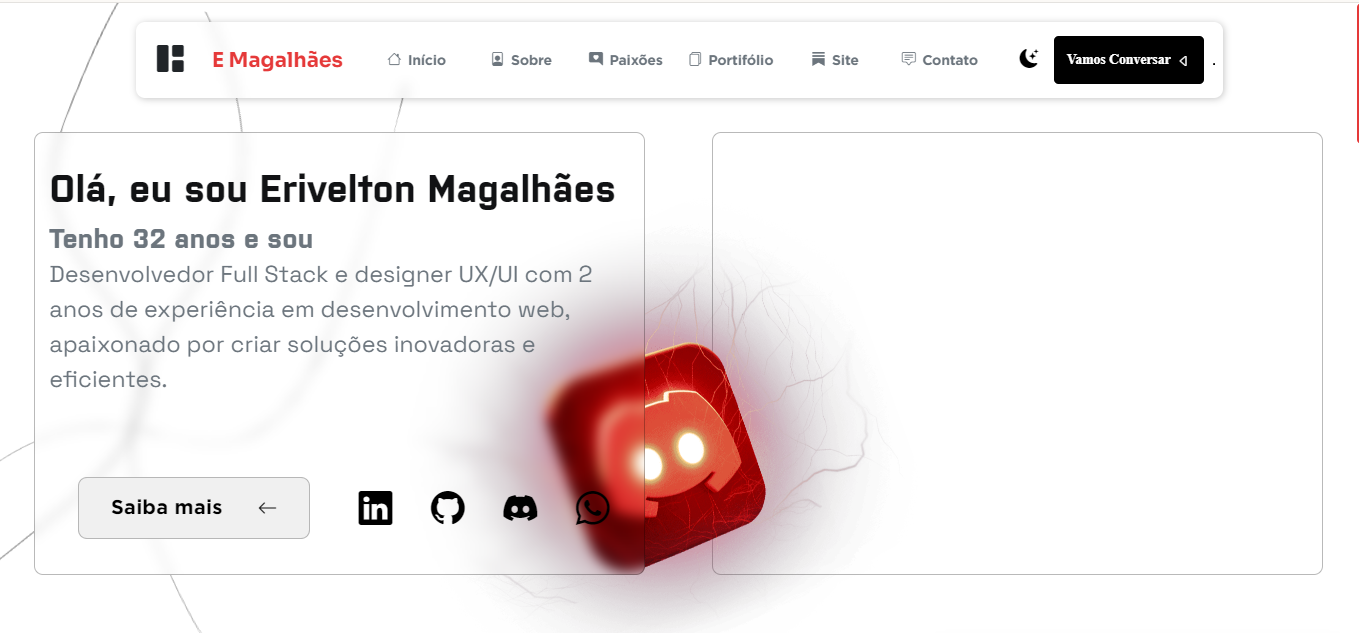 E Magalhães
Início
Sobre
Paixões
Portifólio
Site
Contato
Vamos Conversar
.
Olá, eu sou Erivelton Magalhães
Tenho 32 anos e sou
Desenvolvedor Full Stack e designer UX/UI com 2
anos de experiência em desenvolvimento web,
apaixonado por criar soluções inovadoras e
eficientes.
Saiba mais
in